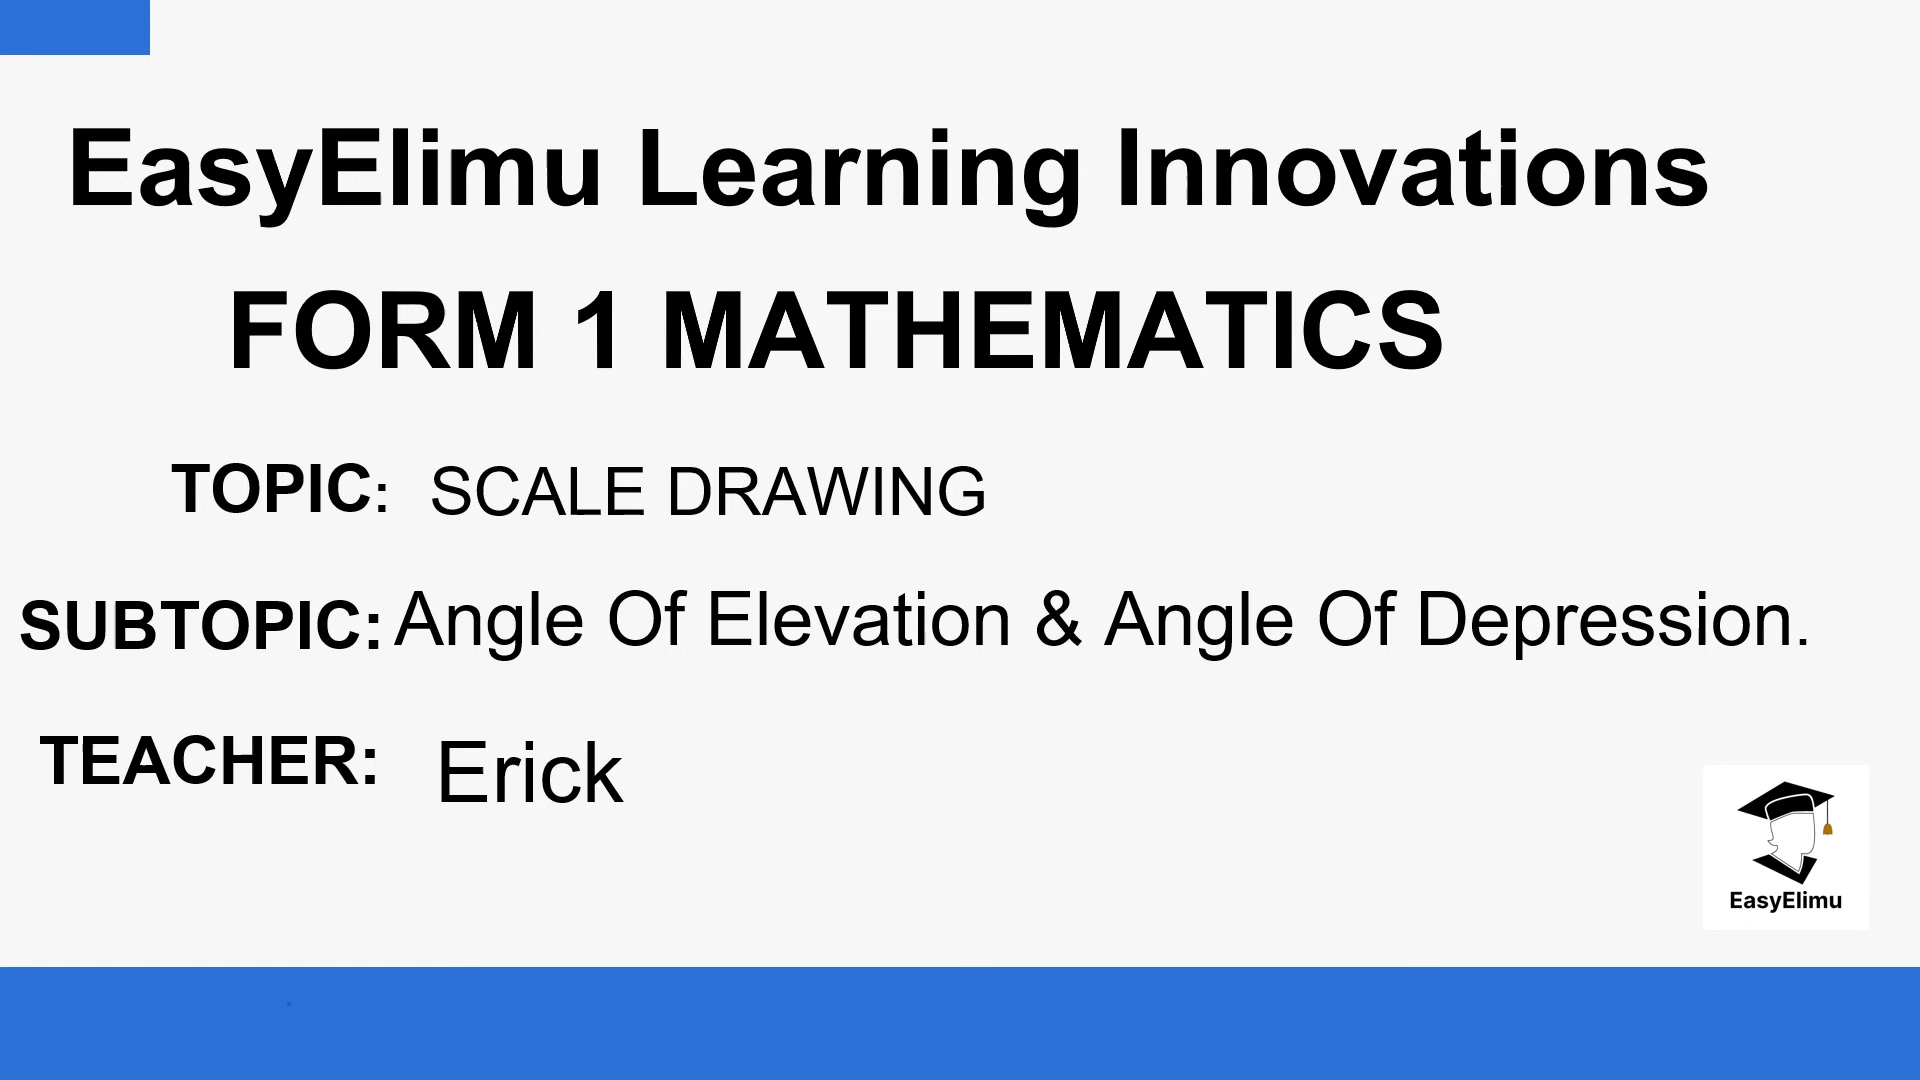 EasyElimu Learning Innovations
FORM 1 MATHEMATICS
TOPIC: SCALE DRAWING
SUBTOPIC: Angle Of Elevation & Angle Of Depression.
TEACHER: Erick
EasyElimu